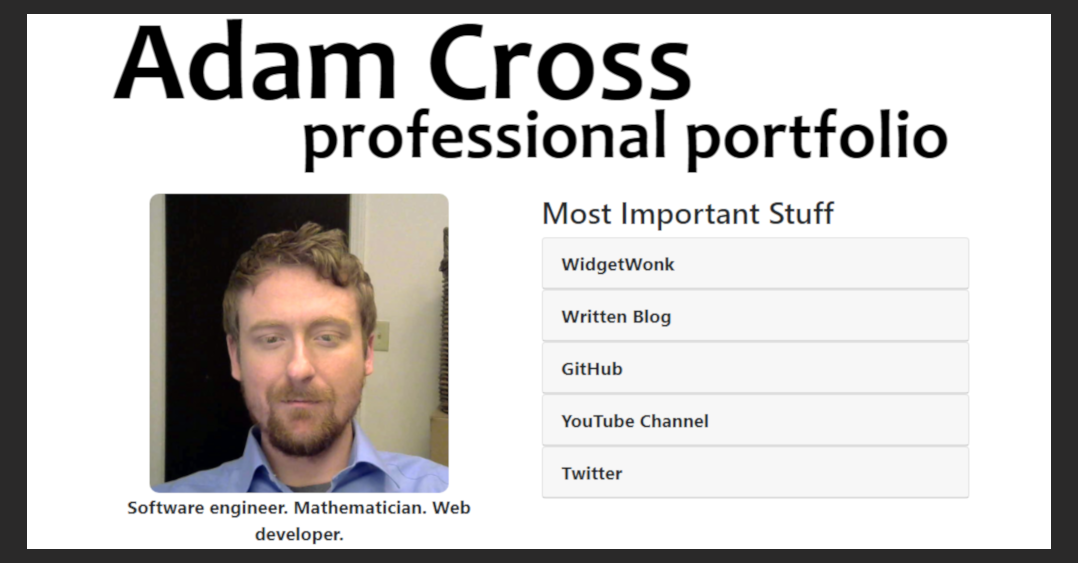 Adam Cross
professional portfolio
Most Important Stuff
WidgetWonk
Written Blog
GitHub
YouTube Channel
Twitter
Software engineer. Mathematician. Web
developer.